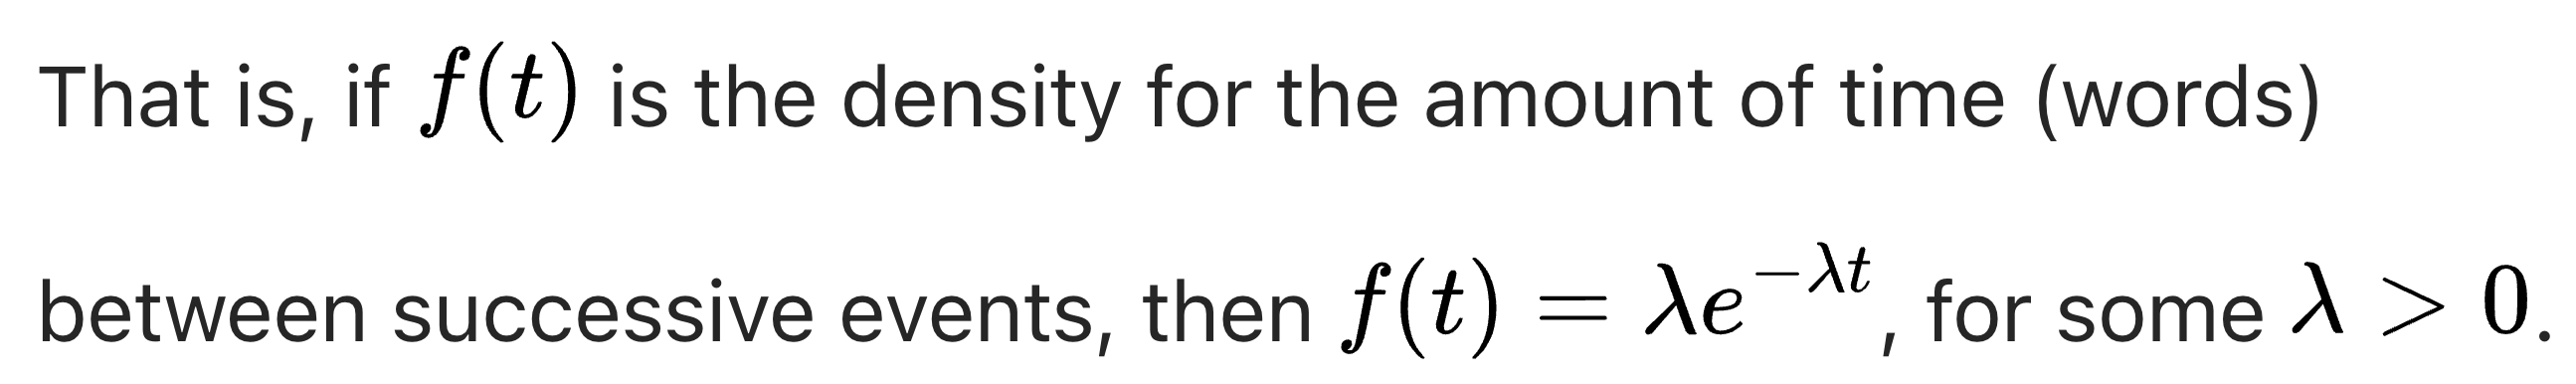 That is, if f(t) is the density for the amount of time (words)
between successive events, then f(t) = λe^{−λt}, for some λ > 0.